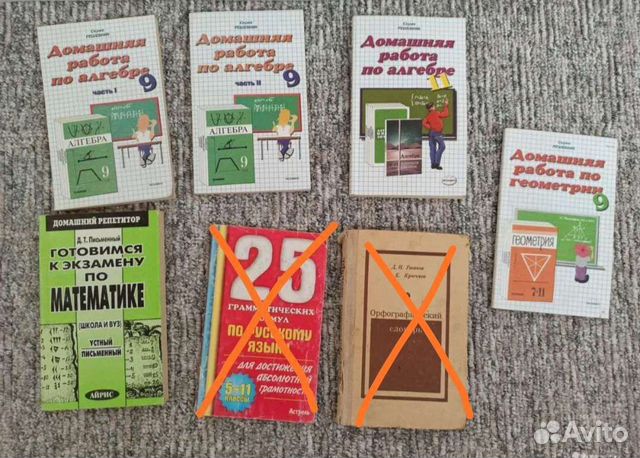 Серия
РЕШЕБНИК
Домашняя
работа
по алгебре 9
часть I
АЛГЕБРА
9
Серия
РЕШЕБНИК
Домашняя
работа
по алгебре 9
часть II
АЛГЕБРА
9
Серия
РЕШЕБНИК
Домашняя
работа
по алгебре
11
Алгебра
Серия
РЕШЕБНИК
Домашняя
работа по
геометрии 9
ГЕОМЕТРИЯ
7-11
ДОМАШНИЙ РЕПЕТИТОР
Д. Т. Письменный
ГОТОВИМСЯ
К ЭКЗАМЕНУ
ПО
МАТЕМАТИКЕ
(ШКОЛА И ВУЗ)
УСТНЫЙ
ПИСЬМЕННЫЙ
АЙРИС
25
ГРАММАТИЧЕСКИХ
ФОРМУЛ
ПО РУССКОМУ
ЯЗЫКУ
для достижения
абсолютной
грамотности
5-11
КЛАССЫ
Астрель
Д. Н. Ушаков
Е. Крючков
Орфографический
словарь
Avito